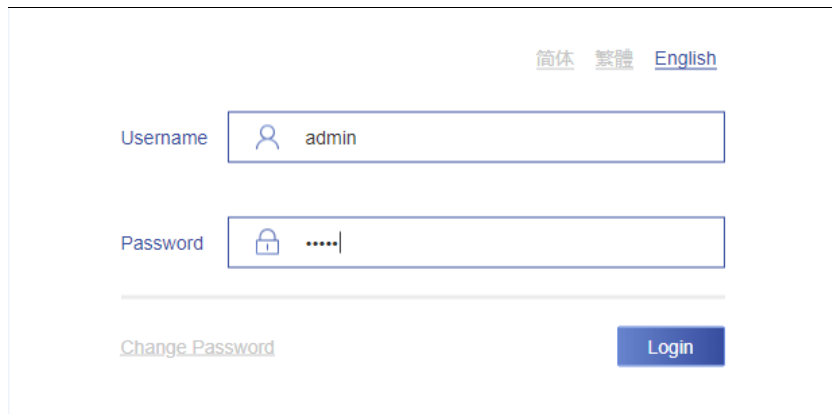 简体 繁體 English
Username admin
Password •••••
Change Password Login